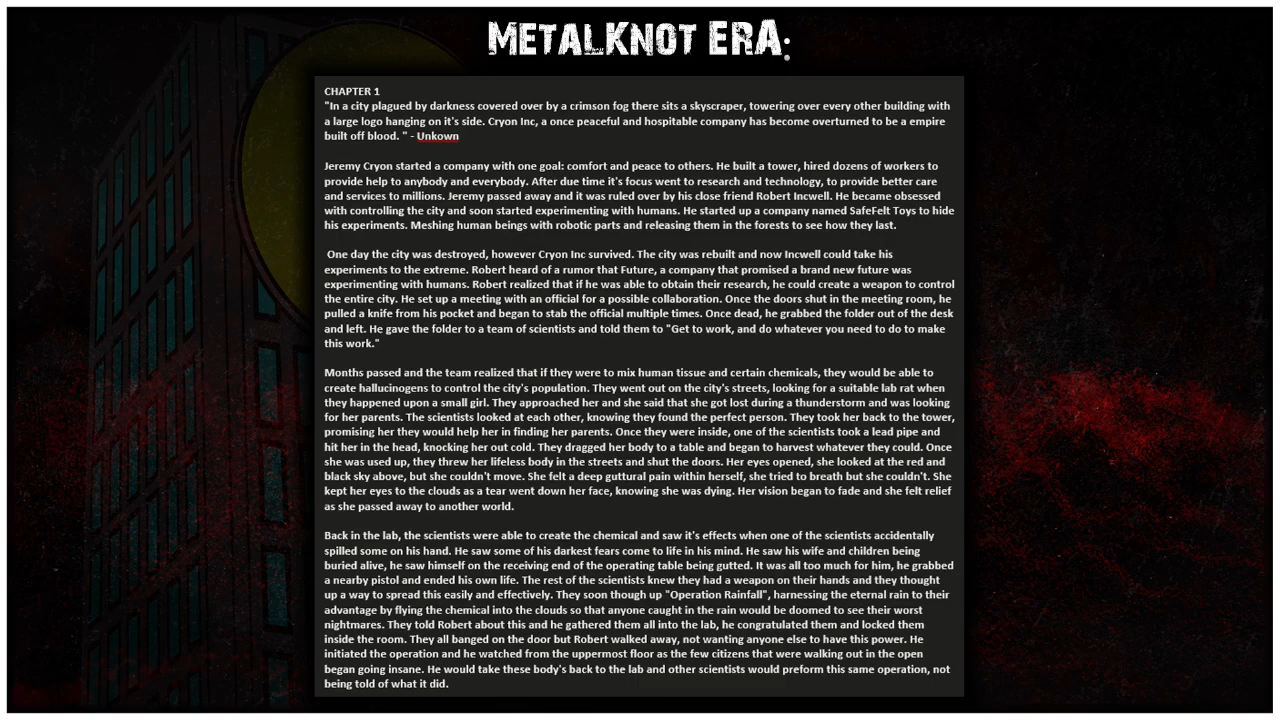 METALKNOT ERA:
CHAPTER 1
"In a city plagued by darkness covered over by a crimson fog there sits a skyscraper, towering over every other building with
a large logo hanging on it's side. Cryon Inc, a once peaceful and hospitable company has become overturned to be a empire
built off blood. " - Unkown
Jeremy Cryon started a company with one goal: comfort and peace to others. He built a tower, hired dozens of workers to
provide help to anybody and everybody. After due time it's focus went to research and technology, to provide better care
and services to millions. Jeremy passed away and it was ruled over by his close friend Robert Incwell. He became obsessed
with controlling the city and soon started experimenting with humans. He started up a company named SafeFelt Toys to hide
his experiments. Meshing human beings with robotic parts and releasing them in the forests to see how they last.
One day the city was destroyed, however Cryon Inc survived. The city was rebuilt and now Incwell could take his
experiments to the extreme. Robert heard of a rumor that Future, a company that promised a brand new future was
experimenting with humans. Robert realized that if he was able to obtain their research, he could create a weapon to control
the entire city. He set up a meeting with an official for a possible collaboration. Once the doors shut in the meeting room, he
pulled a knife from his pocket and began to stab the official multiple times. Once dead, he grabbed the folder out of the desk
and left. He gave the folder to a team of scientists and told them to "Get to work, and do whatever you need to do to make
this work."
Months passed and the team realized that if they were to mix human tissue and certain chemicals, they would be able to
create hallucinogens to control the city's population. They went out on the city's streets, looking for a suitable lab rat when
they happened upon a small girl. They approached her and she said that she got lost during a thunderstorm and was looking
for her parents. The scientists looked at each other, knowing they found the perfect person. They took her back to the tower,
promising her they would help her in finding her parents. Once they were inside, one of the scientists took a lead pipe and
hit her in the head, knocking her out cold. They dragged her body to a table and began to harvest whatever they could. Once
she was used up, they threw her lifeless body in the streets and shut the doors. Her eyes opened, she looked at the red and
black sky above, but she couldn't move. She felt a deep guttural pain within herself, she tried to breath but she couldn't. She
kept her eyes to the clouds as a tear went down her face, knowing she was dying. Her vision began to fade and she felt relief
as she passed away to another world.
Back in the lab, the scientists were able to create the chemical and saw it's effects when one of the scientists accidentally
spilled some on his hand. He saw some of his darkest fears come to life in his mind. He saw his wife and children being
buried alive, he saw himself on the receiving end of the operating table being gutted. It was all too much for him, he grabbed
a nearby pistol and ended his own life. The rest of the scientists knew they had a weapon on their hands and they thought
up a way to spread this easily and effectively. They soon though up "Operation Rainfall", harnessing the eternal rain to their
advantage by flying the chemical into the clouds so that anyone caught in the rain would be doomed to see their worst
nightmares. They told Robert about this and he gathered them all into the lab, he congratulated them and locked them
inside the room. They all banged on the door but Robert walked away, not wanting anyone else to have this power. He
initiated the operation and he watched from the uppermost floor as the few citizens that were walking out in the open
began going insane. He would take these body's back to the lab and other scientists would preform this same operation, not
being told of what it did.